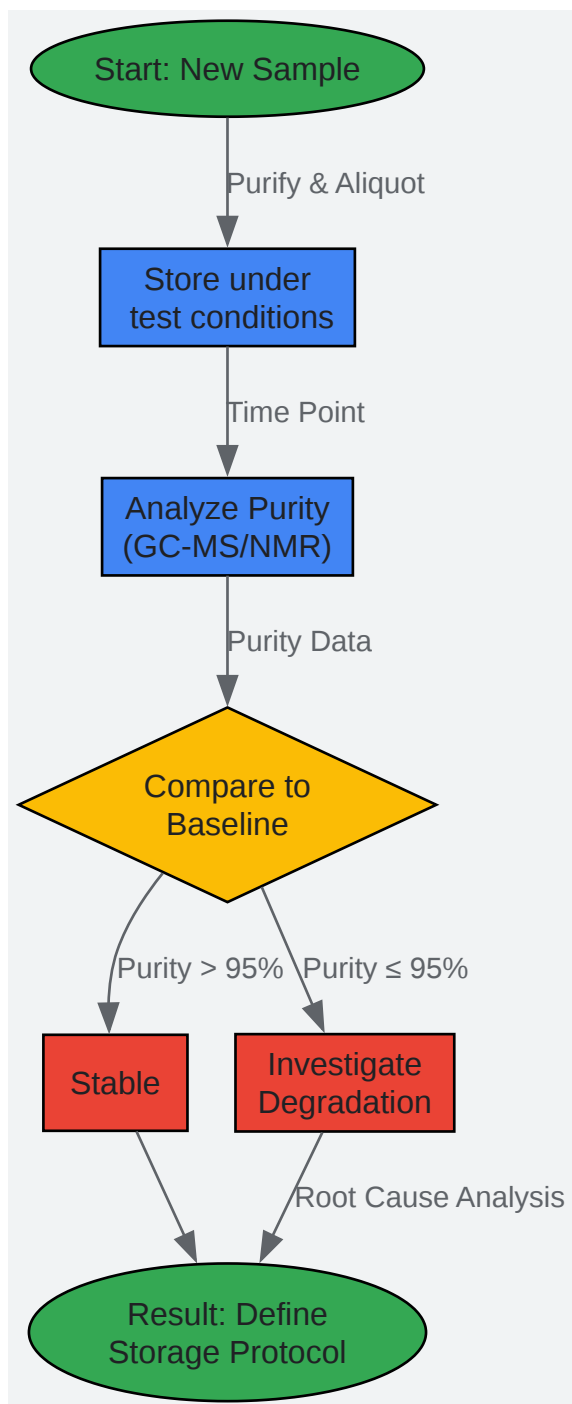 Start: New Sample
Purify & Aliquot
Store under
test conditions
Time Point
Analyze Purity
(GC-MS/NMR)
Purity Data
Compare to
Baseline
Purity > 95%
Purity ≤ 95%
Stable
Investigate
Degradation
Root Cause Analysis
Result: Define
Storage Protocol